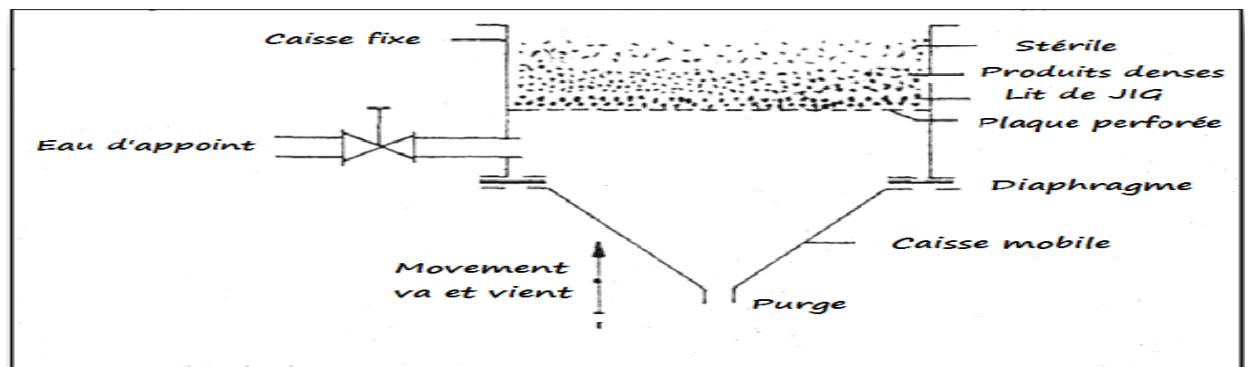 Caisse fixe
Stérile
Produits denses
Lit de JIG
Plaque perforée
Eau d'appoint
Diaphragme
Caisse mobile
Movement
va et vient
Purge